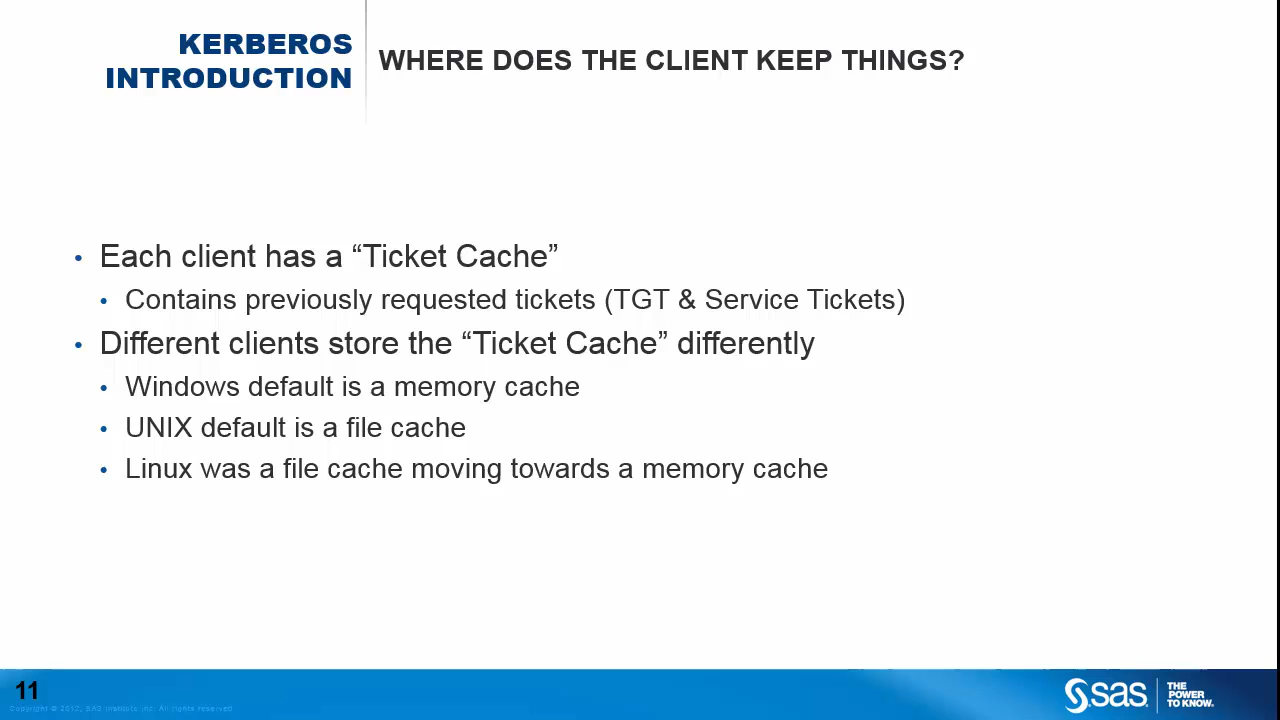 KERBEROS
INTRODUCTION
WHERE DOES THE CLIENT KEEP THINGS?
• Each client has a “Ticket Cache”
• Contains previously requested tickets (TGT & Service Tickets)
• Different clients store the “Ticket Cache” differently
• Windows default is a memory cache
• UNIX default is a file cache
• Linux was a file cache moving towards a memory cache
11
sas
THE
POWER
TO KNOW.